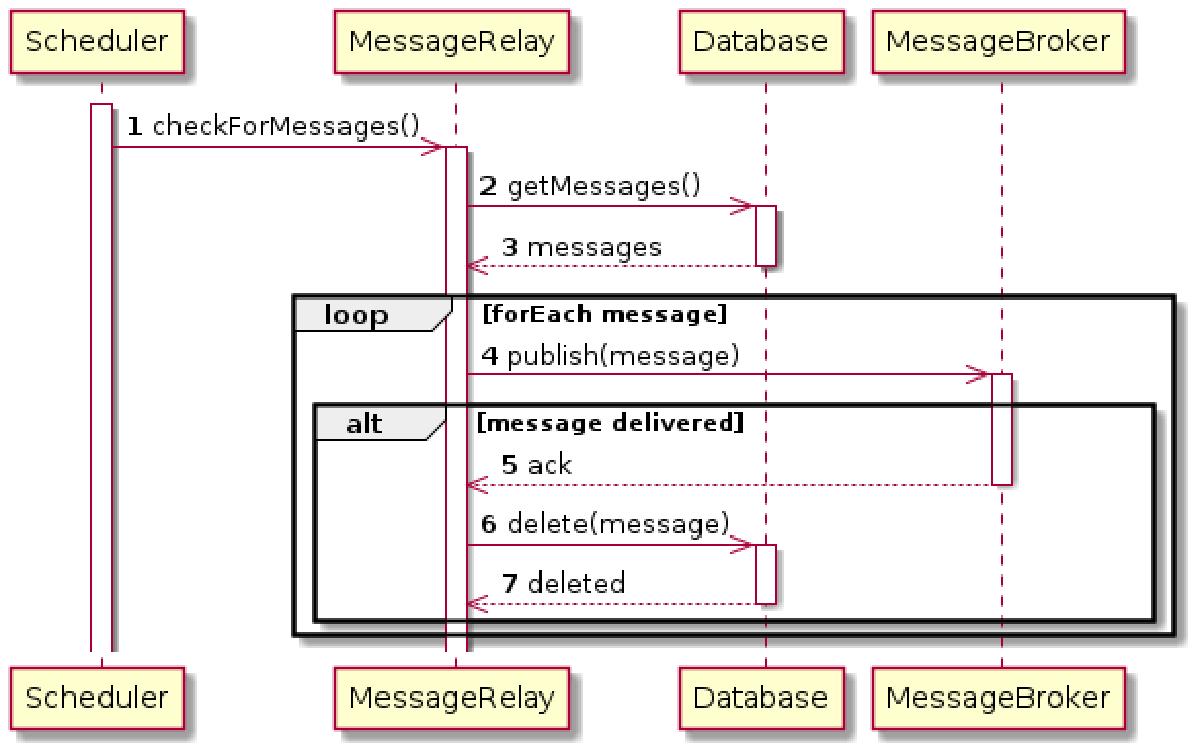 Scheduler MessageRelay Database MessageBroker
1 checkForMessages()
2 getMessages()
3 messages
loop [forEach message]
4 publish(message)
alt [message delivered]
5 ack
6 delete(message)
7 deleted
Scheduler MessageRelay Database MessageBroker